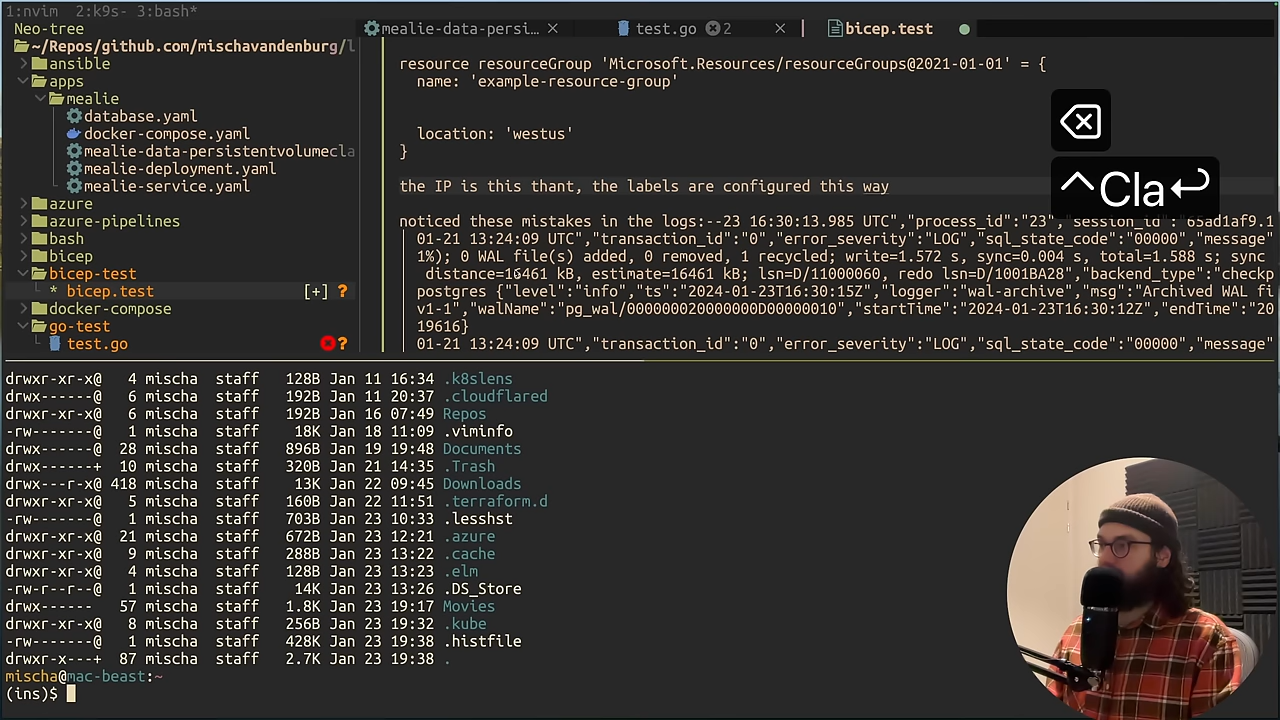 1:nvim  2:k9s- 3:bash*
Neo-tree
~/Repos/github.com/mischavandenburg/l
ansible
apps
mealie
database.yaml
docker-compose.yaml
mealie-data-persistentvolumecla
mealie-deployment.yaml
mealie-service.yaml
azure
azure-pipelines
bash
bicep
bicep-test
* bicep.test [+] ?
docker-compose
go-test
test.go ?
mealie-data-persi… ✕ test.go 2 ✕ bicep.test ●
resource resourceGroup 'Microsoft.Resources/resourceGroups@2021-01-01' = {
name: 'example-resource-group'
location: 'westus'
}
the IP is this thant, the labels are configured this way
noticed these mistakes in the logs:--23 16:30:13.985 UTC","process_id":"23","session_id":"65ad1af9.1
01-21 13:24:09 UTC","transaction_id":"0","error_severity":"LOG","sql_state_code":"00000","message"
1%); 0 WAL file(s) added, 0 removed, 1 recycled; write=1.572 s, sync=0.004 s, total=1.588 s; sync
distance=16461 kB, estimate=16461 kB; lsn=D/11000060, redo lsn=D/1001BA28","backend_type":"checkp
postgres {"level":"info","ts":"2024-01-23T16:30:15Z","logger":"wal-archive","msg":"Archived WAL fi
v1-1","walName":"pg_wal/000000020000000D00000010","startTime":"2024-01-23T16:30:12Z","endTime":"20
19616}
01-21 13:24:09 UTC","transaction_id":"0","error_severity":"LOG","sql_state_code":"00000","message"
^Cla↵
drwxr-xr-x@ 4 mischa staff 128B Jan 11 16:34 .k8slens
drwx------@ 6 mischa staff 192B Jan 11 20:37 .cloudflared
drwxr-xr-x@ 6 mischa staff 192B Jan 16 07:49 Repos
-rw-------@ 1 mischa staff 18K Jan 18 11:09 .viminfo
drwx------@ 28 mischa staff 896B Jan 19 19:48 Documents
drwx------+ 10 mischa staff 320B Jan 21 14:35 .Trash
drwx---r-x@ 418 mischa staff 13K Jan 22 09:45 Downloads
drwxr-xr-x@ 5 mischa staff 160B Jan 22 11:51 .terraform.d
-rw-------@ 1 mischa staff 703B Jan 23 10:33 .lesshst
drwxr-xr-x@ 21 mischa staff 672B Jan 23 12:21 .azure
drwxr-xr-x@ 9 mischa staff 288B Jan 23 13:22 .cache
drwxr-xr-x@ 4 mischa staff 128B Jan 23 13:23 .elm
-rw-r--r--@ 1 mischa staff 14K Jan 23 13:26 .DS_Store
drwx------ 57 mischa staff 1.8K Jan 23 19:17 Movies
drwxr-xr-x@ 8 mischa staff 256B Jan 23 19:32 .kube
-rw-------@ 1 mischa staff 428K Jan 23 19:38 .histfile
drwxr-x---+ 87 mischa staff 2.7K Jan 23 19:38 .
mischa@mac-beast:~
(ins)$